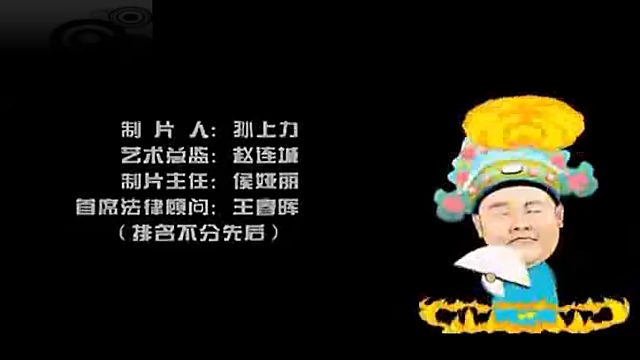 制 片 人：孙上力
艺术总监：赵连城
制片主任：侯娅丽
首席法律顾问：王春晖
（排名不分先后）